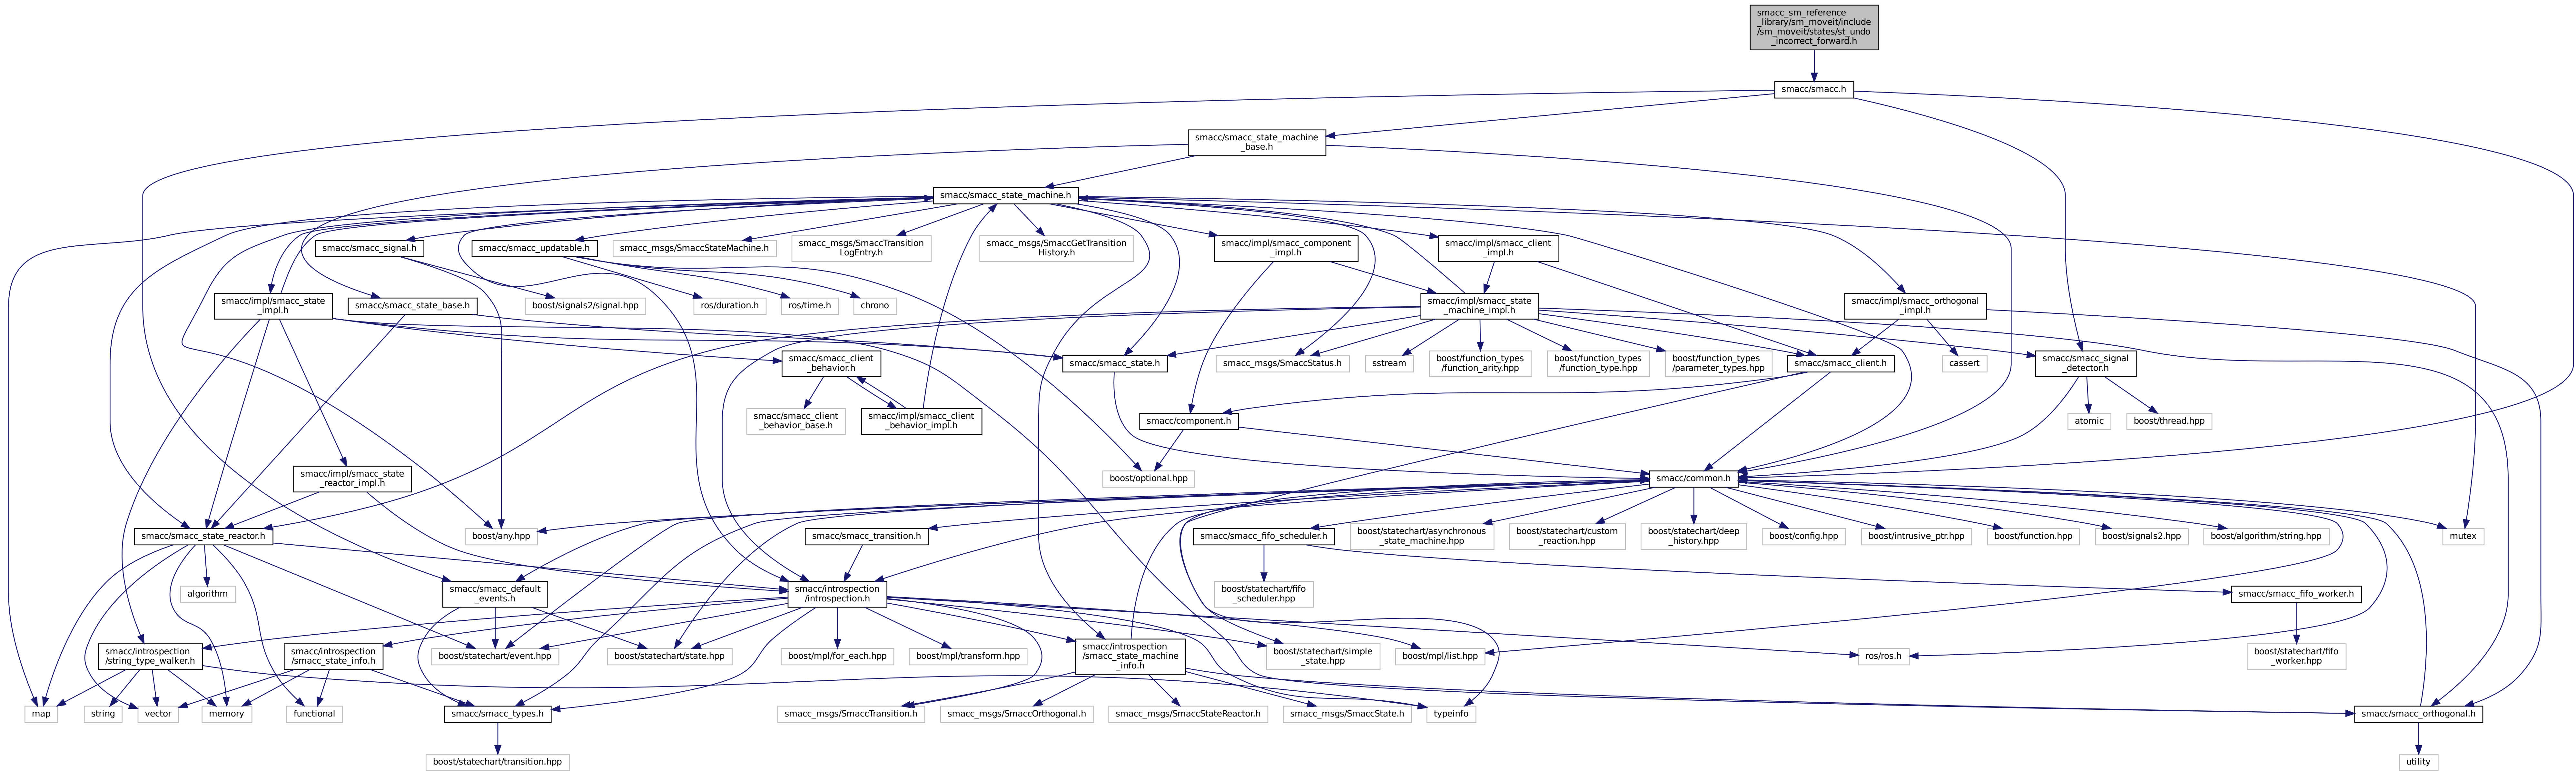 smacc_sm_reference
_library/sm_moveit/include
/sm_moveit/states/st_undo
_incorrect_forward.h
smacc/smacc.h
smacc/smacc_state_machine
_base.h
smacc/smacc_state_machine.h
smacc/smacc_signal.h
smacc/smacc_updatable.h
smacc_msgs/SmaccStateMachine.h
smacc_msgs/SmaccTransition
LogEntry.h
smacc_msgs/SmaccGetTransition
History.h
smacc/impl/smacc_component
_impl.h
smacc/impl/smacc_client
_impl.h
smacc/impl/smacc_state
_impl.h
smacc/smacc_state_base.h
boost/signals2/signal.hpp
ros/duration.h
ros/time.h
chrono
smacc/impl/smacc_state
_machine_impl.h
smacc/impl/smacc_orthogonal
_impl.h
smacc/smacc_client
_behavior.h
smacc/smacc_state.h
smacc_msgs/SmaccStatus.h
sstream
boost/function_types
/function_arity.hpp
boost/function_types
/function_type.hpp
boost/function_types
/parameter_types.hpp
smacc/smacc_client.h
cassert
smacc/smacc_signal
_detector.h
smacc/smacc_client
_behavior_base.h
smacc/impl/smacc_client
_behavior_impl.h
smacc/component.h
atomic
boost/thread.hpp
smacc/impl/smacc_state
_reactor_impl.h
boost/optional.hpp
smacc/common.h
smacc/smacc_state_reactor.h
boost/any.hpp
smacc/smacc_transition.h
smacc/smacc_fifo_scheduler.h
boost/statechart/asynchronous
_state_machine.hpp
boost/statechart/custom
_reaction.hpp
boost/statechart/deep
_history.hpp
boost/config.hpp
boost/intrusive_ptr.hpp
boost/function.hpp
boost/signals2.hpp
boost/algorithm/string.hpp
mutex
algorithm
smacc/smacc_default
_events.h
smacc/introspection
/introspection.h
boost/statechart/fifo
_scheduler.hpp
smacc/smacc_fifo_worker.h
smacc/introspection
/string_type_walker.h
smacc/introspection
/smacc_state_info.h
boost/statechart/event.hpp
boost/statechart/state.hpp
boost/mpl/for_each.hpp
boost/mpl/transform.hpp
smacc/introspection
/smacc_state_machine
_info.h
boost/statechart/simple
_state.hpp
boost/mpl/list.hpp
ros/ros.h
boost/statechart/fifo
_worker.hpp
map
string
vector
memory
functional
smacc/smacc_types.h
smacc_msgs/SmaccTransition.h
smacc_msgs/SmaccOrthogonal.h
smacc_msgs/SmaccStateReactor.h
smacc_msgs/SmaccState.h
typeinfo
smacc/smacc_orthogonal.h
boost/statechart/transition.hpp
utility